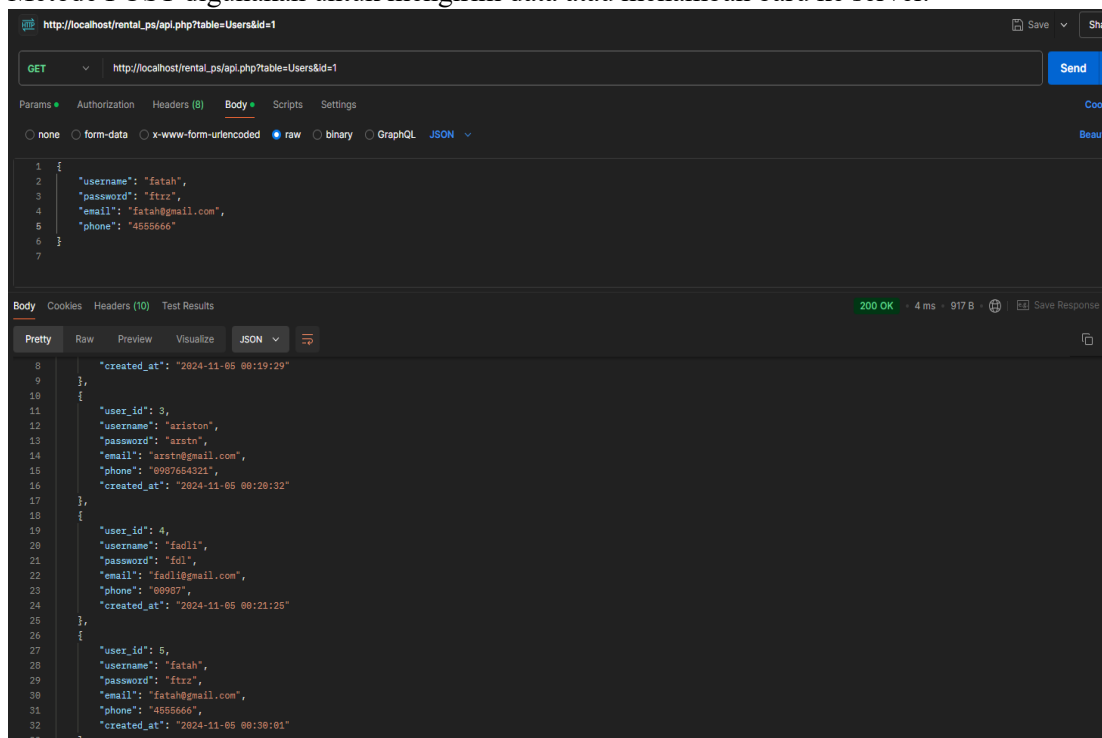 Metode POST digunakan untuk mengirim data atau menambah baru ke server.
HTTP http://localhost/rental_ps/api.php?table=Users&id=1 Save
GET http://localhost/rental_ps/api.php?table=Users&id=1 Send
Params Authorization Headers (8) Body Scripts Settings
none form-data x-www-form-urlencoded raw binary GraphQL JSON
1 {
2 "username": "fatah",
3 "password": "ftrz",
4 "email": "fatah@gmail.com",
5 "phone": "4555666"
6 }
7
Body Cookies Headers (10) Test Results 200 OK 4 ms 917 B Save Response
Pretty Raw Preview Visualize JSON
8 "created_at": "2024-11-05 00:19:29"
9 },
10 {
11 "user_id": 3,
12 "username": "ariston",
13 "password": "arstn",
14 "email": "arstn@gmail.com",
15 "phone": "0987654321",
16 "created_at": "2024-11-05 00:20:32"
17 },
18 {
19 "user_id": 4,
20 "username": "fadli",
21 "password": "fdl",
22 "email": "fadli@gmail.com",
23 "phone": "00987",
24 "created_at": "2024-11-05 00:21:25"
25 },
26 {
27 "user_id": 5,
28 "username": "fatah",
29 "password": "ftrz",
30 "email": "fatah@gmail.com",
31 "phone": "4555666",
32 "created_at": "2024-11-05 00:30:01"